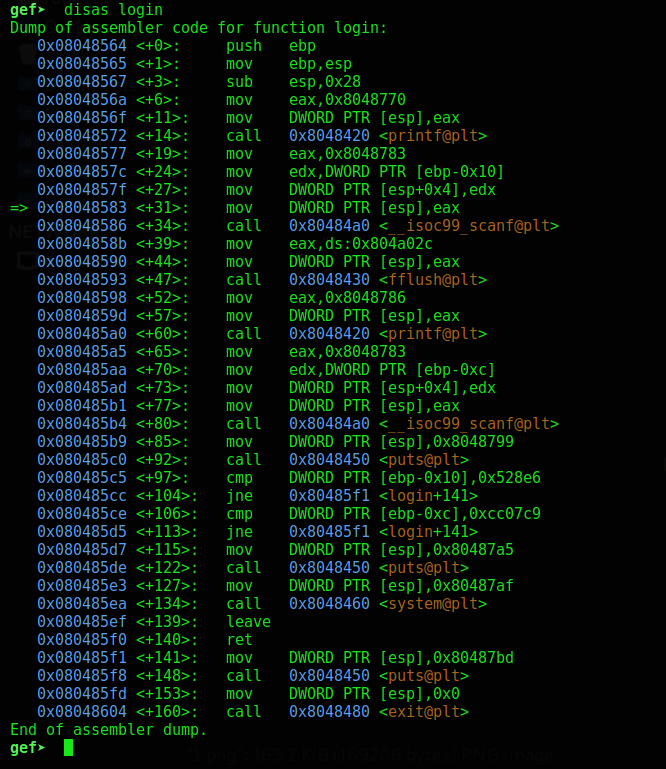 gef➤  disas login
Dump of assembler code for function login:
   0x08048564 <+0>:     push   ebp
   0x08048565 <+1>:     mov    ebp,esp
   0x08048567 <+3>:     sub    esp,0x28
   0x0804856a <+6>:     mov    eax,0x8048770
   0x0804856f <+11>:    mov    DWORD PTR [esp],eax
   0x08048572 <+14>:    call   0x8048420 <printf@plt>
   0x08048577 <+19>:    mov    eax,0x8048783
   0x0804857c <+24>:    mov    edx,DWORD PTR [ebp-0x10]
   0x0804857f <+27>:    mov    DWORD PTR [esp+0x4],edx
=> 0x08048583 <+31>:    mov    DWORD PTR [esp],eax
   0x08048586 <+34>:    call   0x80484a0 <__isoc99_scanf@plt>
   0x0804858b <+39>:    mov    eax,ds:0x804a02c
   0x08048590 <+44>:    mov    DWORD PTR [esp],eax
   0x08048593 <+47>:    call   0x8048430 <fflush@plt>
   0x08048598 <+52>:    mov    eax,0x8048786
   0x0804859d <+57>:    mov    DWORD PTR [esp],eax
   0x080485a0 <+60>:    call   0x8048420 <printf@plt>
   0x080485a5 <+65>:    mov    eax,0x8048783
   0x080485aa <+70>:    mov    edx,DWORD PTR [ebp-0xc]
   0x080485ad <+73>:    mov    DWORD PTR [esp+0x4],edx
   0x080485b1 <+77>:    mov    DWORD PTR [esp],eax
   0x080485b4 <+80>:    call   0x80484a0 <__isoc99_scanf@plt>
   0x080485b9 <+85>:    mov    DWORD PTR [esp],0x8048799
   0x080485c0 <+92>:    call   0x8048450 <puts@plt>
   0x080485c5 <+97>:    cmp    DWORD PTR [ebp-0x10],0x528e6
   0x080485cc <+104>:   jne    0x80485f1 <login+141>
   0x080485ce <+106>:   cmp    DWORD PTR [ebp-0xc],0xcc07c9
   0x080485d5 <+113>:   jne    0x80485f1 <login+141>
   0x080485d7 <+115>:   mov    DWORD PTR [esp],0x80487a5
   0x080485de <+122>:   call   0x8048450 <puts@plt>
   0x080485e3 <+127>:   mov    DWORD PTR [esp],0x80487af
   0x080485ea <+134>:   call   0x8048460 <system@plt>
   0x080485ef <+139>:   leave
   0x080485f0 <+140>:   ret
   0x080485f1 <+141>:   mov    DWORD PTR [esp],0x80487bd
   0x080485f8 <+148>:   call   0x8048450 <puts@plt>
   0x080485fd <+153>:   mov    DWORD PTR [esp],0x0
   0x08048604 <+160>:   call   0x8048480 <exit@plt>
End of assembler dump.
gef➤